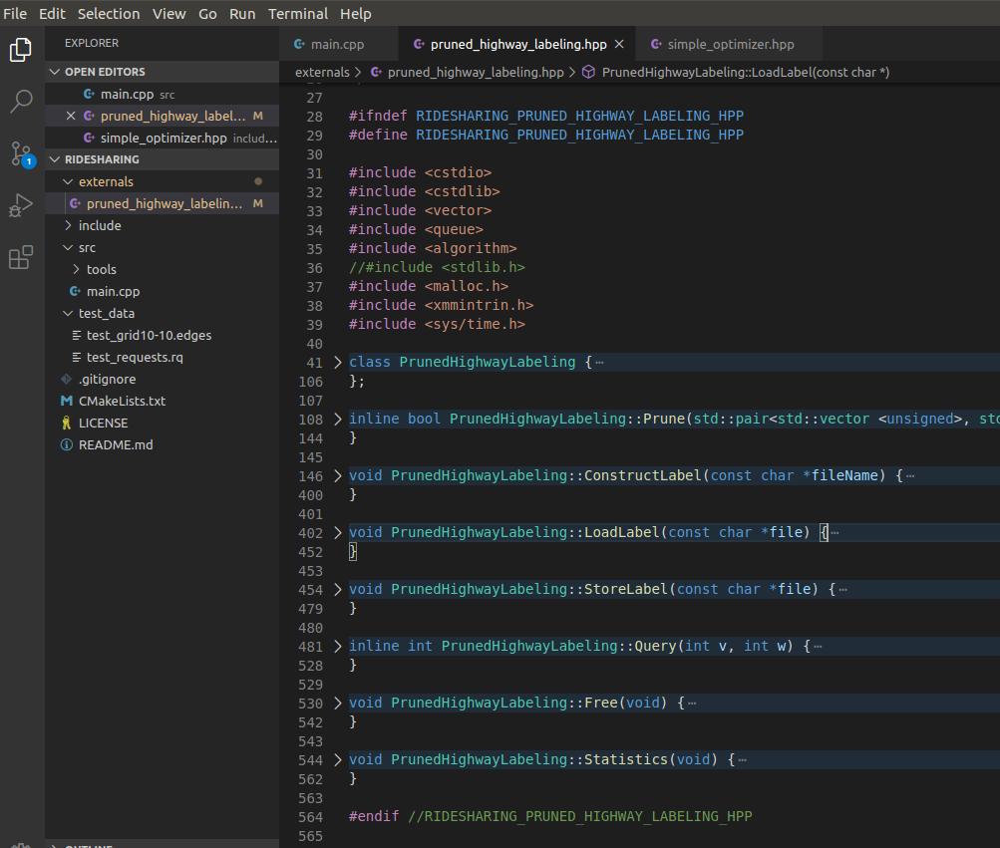 File Edit Selection View Go Run Terminal Help
EXPLORER
OPEN EDITORS
main.cpp src
pruned_highway_label... M
simple_optimizer.hpp includ...
RIDESHARING
externals
pruned_highway_labelin... M
include
src
tools
main.cpp
test_data
test_grid10-10.edges
test_requests.rq
.gitignore
CMakeLists.txt
LICENSE
README.md
1
main.cpp pruned_highway_labeling.hpp simple_optimizer.hpp
externals > pruned_highway_labeling.hpp > PrunedHighwayLabeling::LoadLabel(const char *)
27
28 #ifndef RIDESHARING_PRUNED_HIGHWAY_LABELING_HPP
29 #define RIDESHARING_PRUNED_HIGHWAY_LABELING_HPP
30
31 #include <cstdio>
32 #include <cstdlib>
33 #include <vector>
34 #include <queue>
35 #include <algorithm>
36 //#include <stdlib.h>
37 #include <malloc.h>
38 #include <xmmintrin.h>
39 #include <sys/time.h>
40
41 class PrunedHighwayLabeling {…
106 };
107
108 inline bool PrunedHighwayLabeling::Prune(std::pair<std::vector <unsigned>, std
144 }
145
146 void PrunedHighwayLabeling::ConstructLabel(const char *fileName) {…
400 }
401
402 void PrunedHighwayLabeling::LoadLabel(const char *file) {…
452 }
453
454 void PrunedHighwayLabeling::StoreLabel(const char *file) {…
479 }
480
481 inline int PrunedHighwayLabeling::Query(int v, int w) {…
528 }
529
530 void PrunedHighwayLabeling::Free(void) {…
542 }
543
544 void PrunedHighwayLabeling::Statistics(void) {…
562 }
563
564 #endif //RIDESHARING_PRUNED_HIGHWAY_LABELING_HPP
565